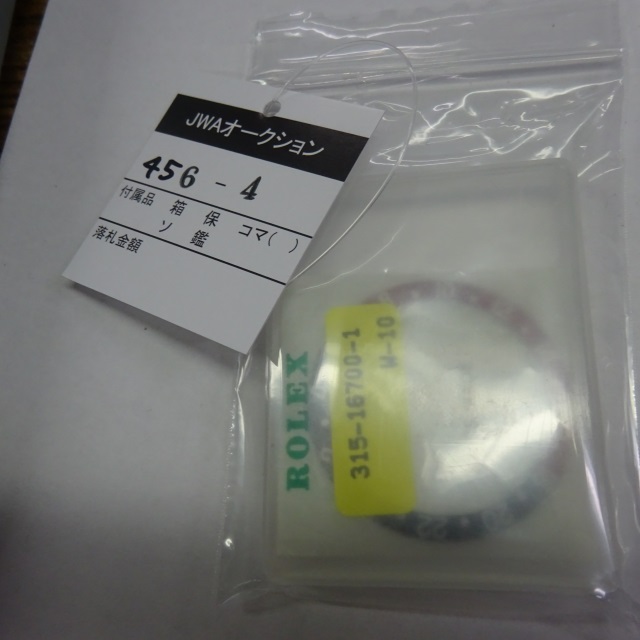 JWAオークション
456 - 4
付属品 箱 保 コマ( )
ソ 鑑
落札金額
ROLEX
315-16700-1
W-10